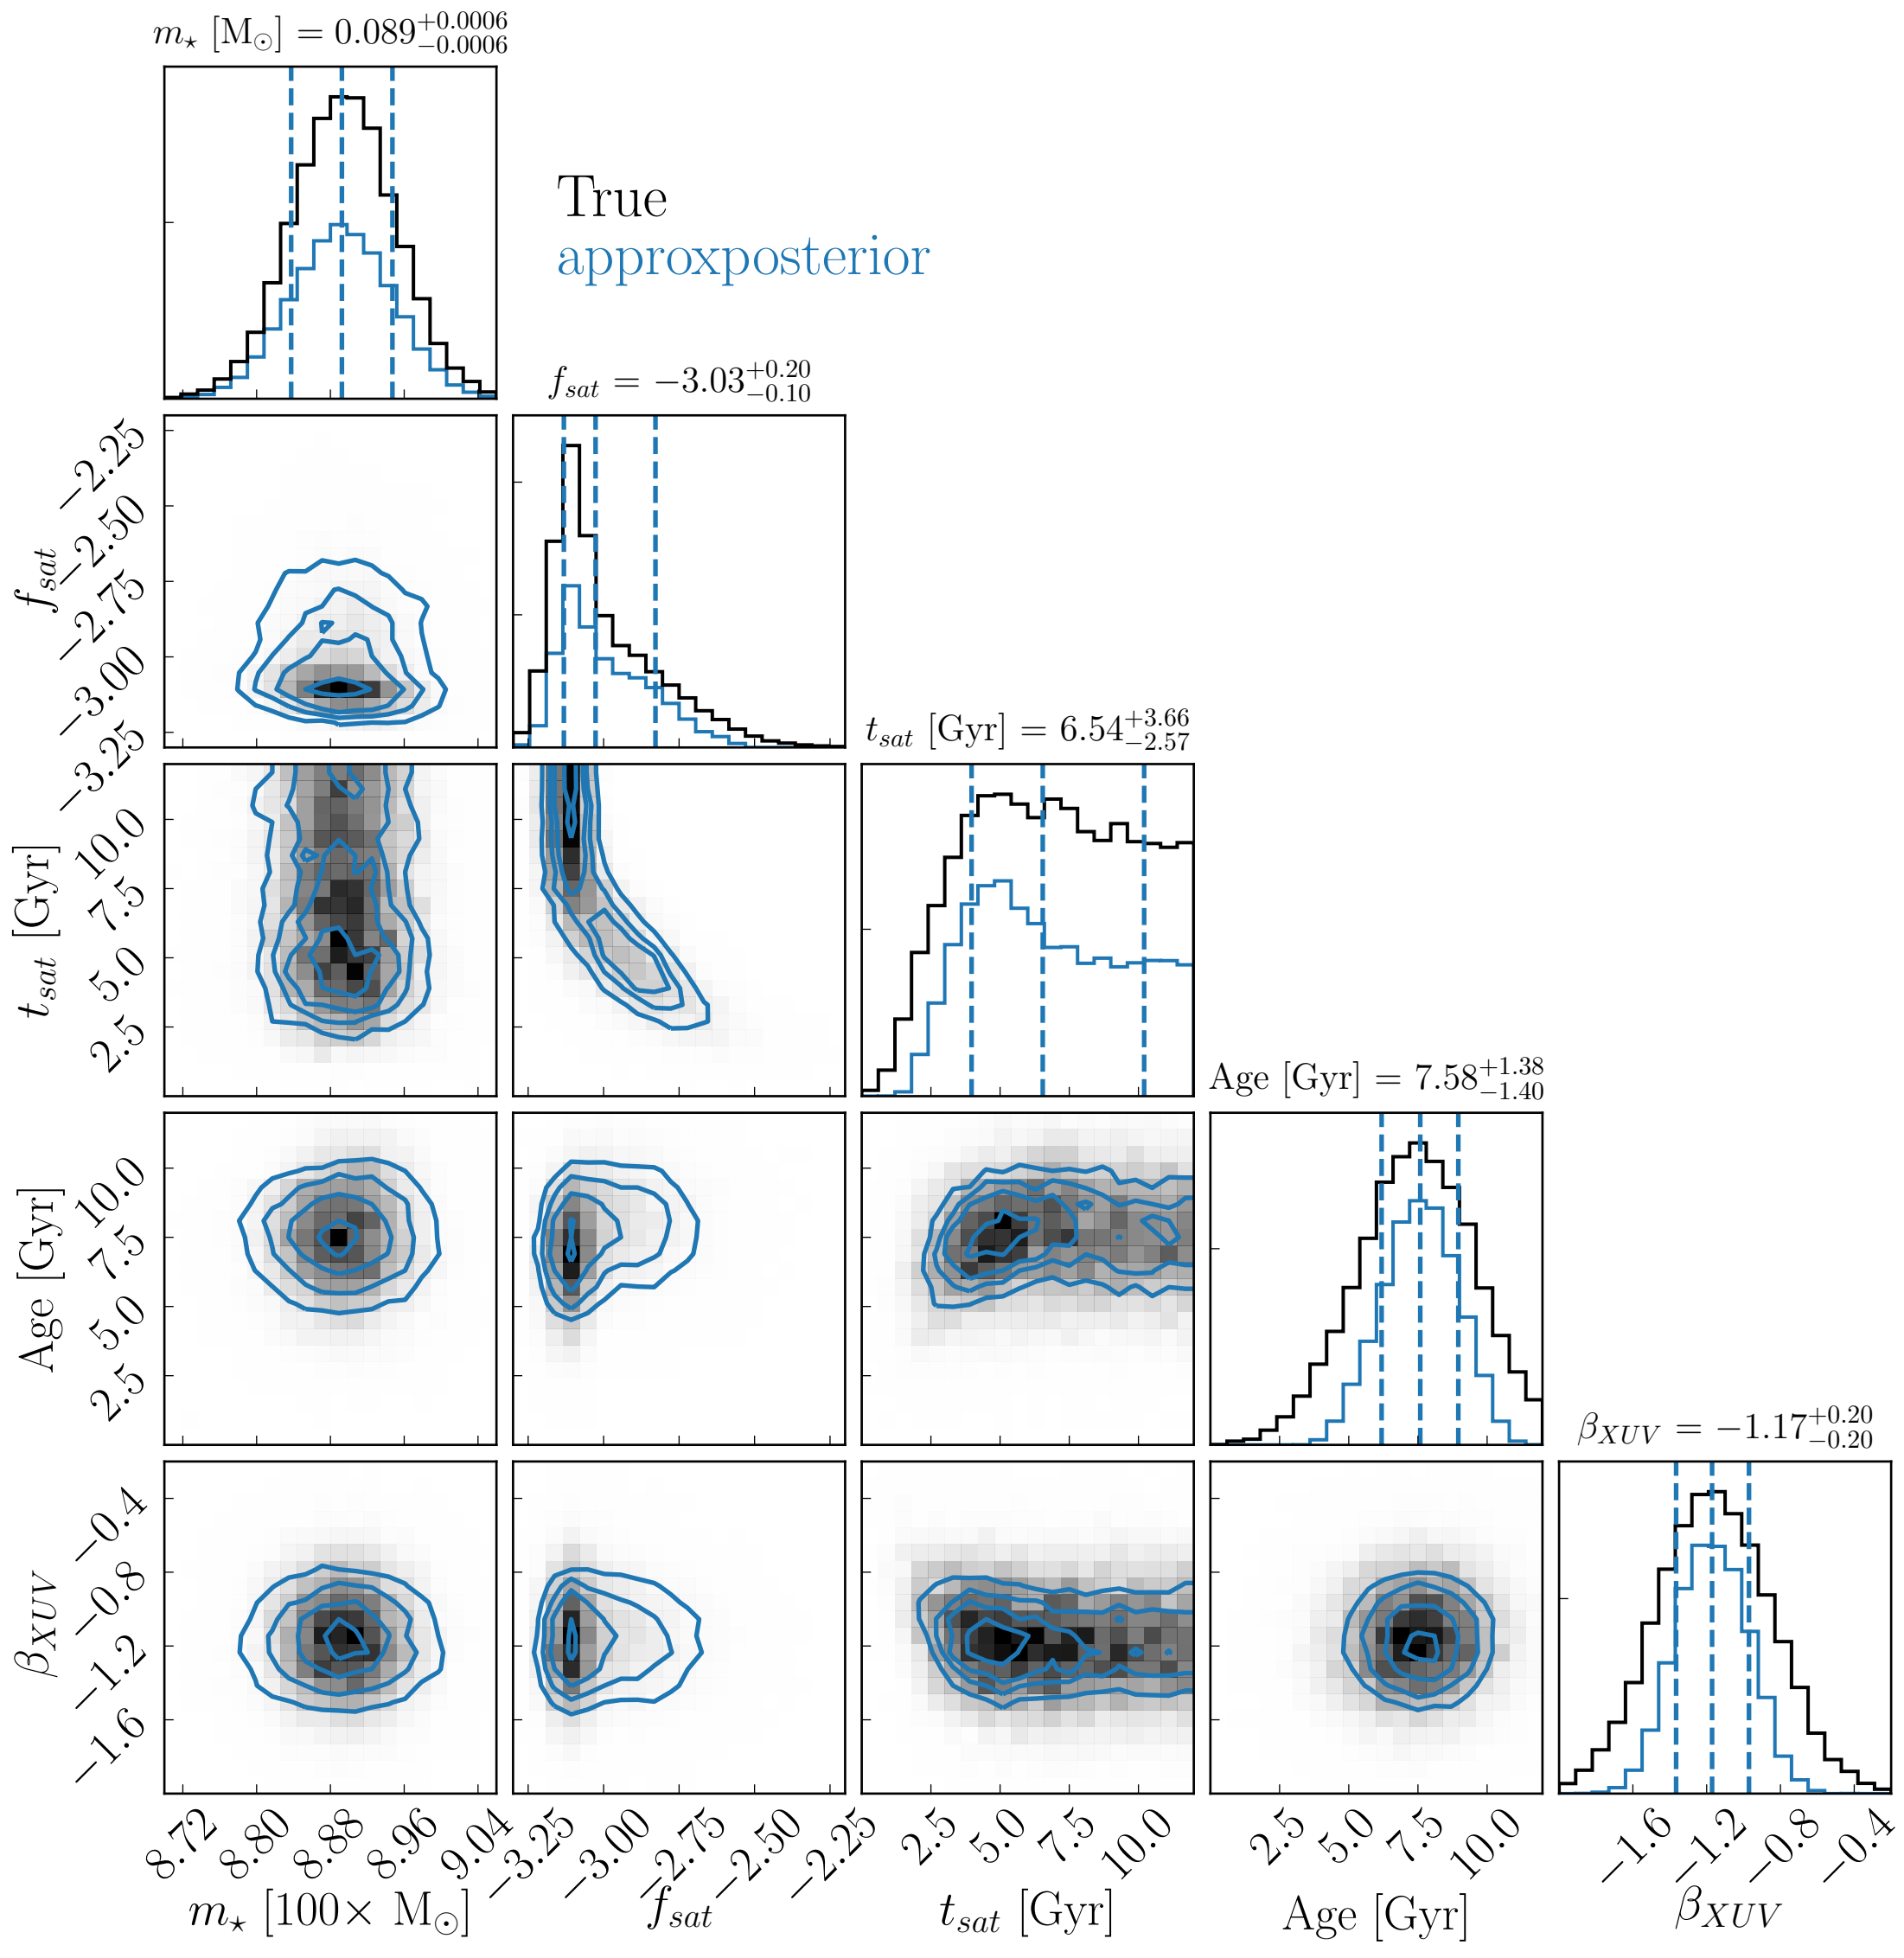 m⋆ [M⊙] = 0.089+0.0006−0.0006
True
approxposterior
fsat = −3.03+0.20−0.10
−2.25
−2.50
−2.75
−3.00
−3.25
fsat
tsat [Gyr] = 6.54+3.66−2.57
10.0
7.5
5.0
2.5
tsat [Gyr]
Age [Gyr] = 7.58+1.38−1.40
10.0
7.5
5.0
2.5
Age [Gyr]
βXUV = −1.17+0.20−0.20
−0.4
−0.8
−1.2
−1.6
βXUV
8.72 8.80 8.88 8.96 9.04
−3.25 −3.00 −2.75 −2.50 −2.25
2.5 5.0 7.5 10.0
2.5 5.0 7.5 10.0
−1.6 −1.2 −0.8 −0.4
m⋆ [100× M⊙]
fsat
tsat [Gyr]
Age [Gyr]
βXUV